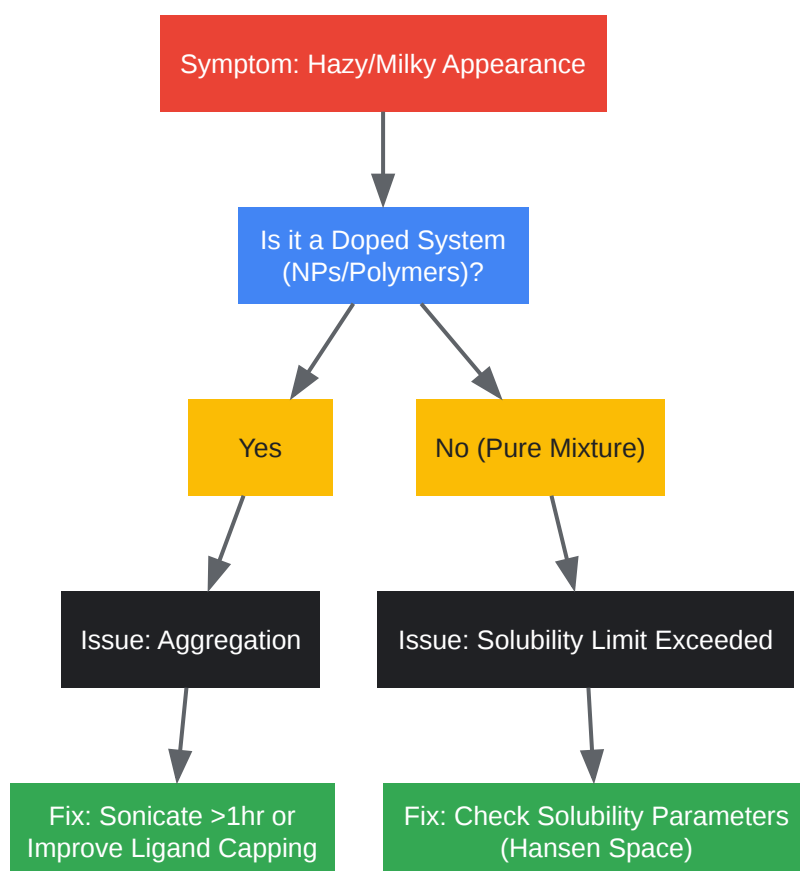 Symptom: Hazy/Milky Appearance
Is it a Doped System
(NPs/Polymers)?
Yes
No (Pure Mixture)
Issue: Aggregation
Issue: Solubility Limit Exceeded
Fix: Sonicate >1hr or
Improve Ligand Capping
Fix: Check Solubility Parameters
(Hansen Space)